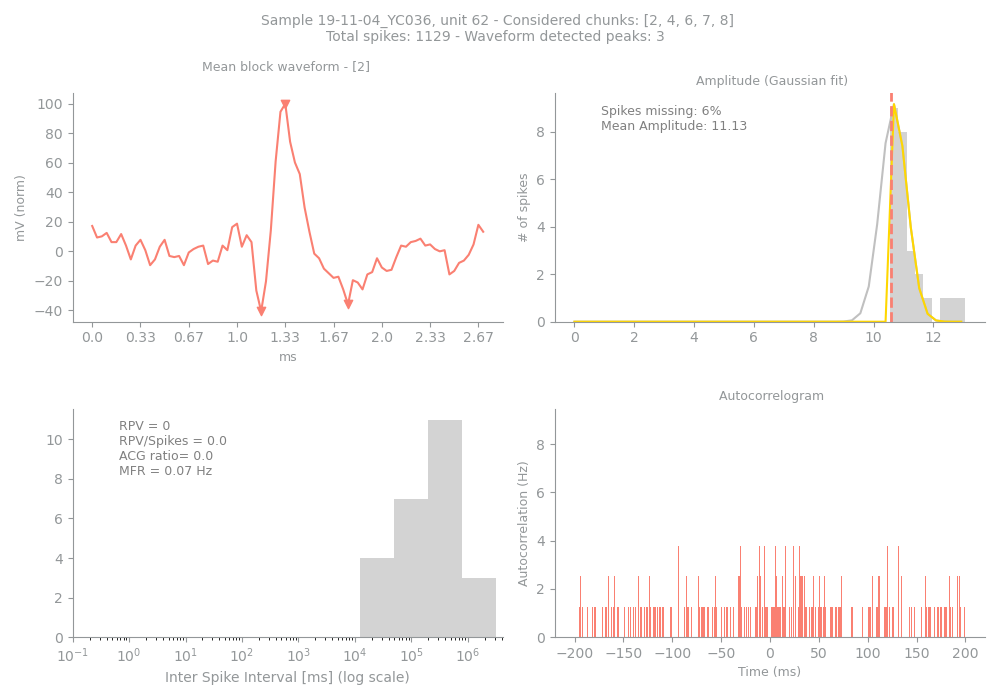 Sample 19-11-04_YC036, unit 62 - Considered chunks: [2, 4, 6, 7, 8]
Total spikes: 1129 - Waveform detected peaks: 3
Mean block waveform - [2]
100
80
60
40
20
0
−20
−40
mV (norm)
0.0 0.33 0.67 1.0 1.33 1.67 2.0 2.33 2.67
ms
Amplitude (Gaussian fit)
Spikes missing: 6%
Mean Amplitude: 11.13
8
6
4
2
0
# of spikes
0 2 4 6 8 10 12
RPV = 0
RPV/Spikes = 0.0
ACG ratio= 0.0
MFR = 0.07 Hz
10
8
6
4
2
0
10⁻¹ 10⁰ 10¹ 10² 10³ 10⁴ 10⁵ 10⁶
Inter Spike Interval [ms] (log scale)
Autocorrelogram
8
6
4
2
0
Autocorrelation (Hz)
−200 −150 −100 −50 0 50 100 150 200
Time (ms)